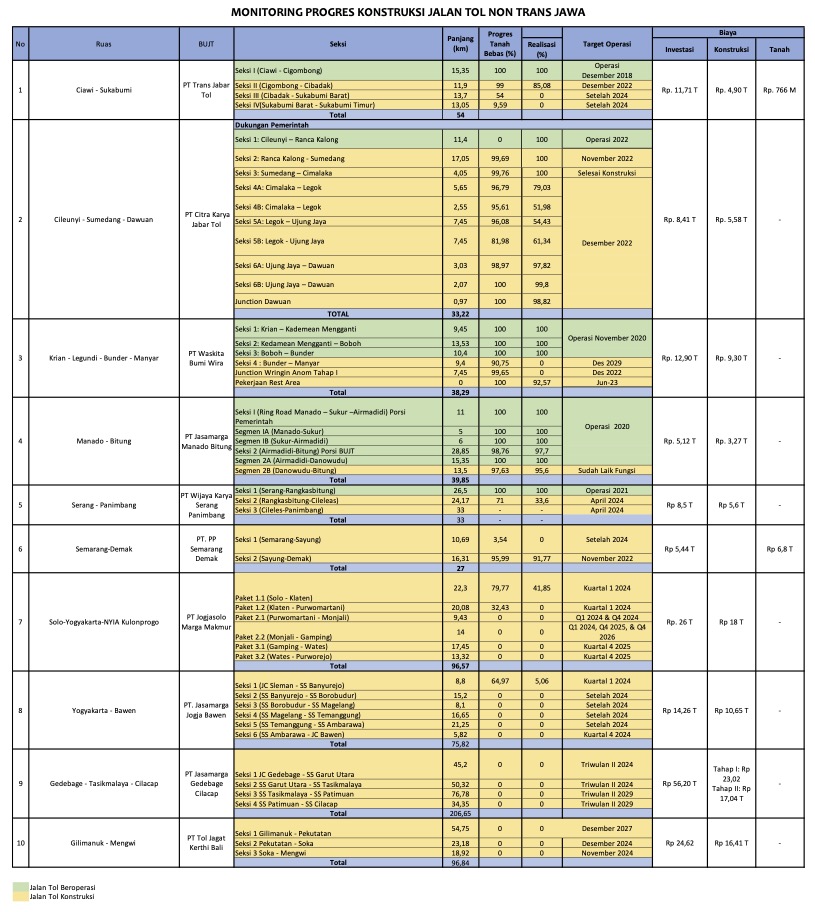 MONITORING PROGRES KONSTRUKSI JALAN TOL NON TRANS JAWA
No Ruas BUJT Seksi Panjang (km) Progres Tanah Bebas (%) Realisasi (%) Target Operasi Biaya
Investasi Konstruksi Tanah
1 Ciawi - Sukabumi PT Trans Jabar Tol Rp. 11,71 T Rp. 4,90 T Rp. 766 M
Seksi I (Ciawi - Cigombong) 15,35 100 100 Operasi Desember 2018
Seksi II (Cigombong - Cibadak) 11,9 99 85,08 Desember 2022
Seksi III (Cibadak - Sukabumi Barat) 13,7 54 0 Setelah 2024
Seksi IV(Sukabumi Barat - Sukabumi Timur) 13,05 9,59 0 Setelah 2024
Total 54
2 Cileunyi - Sumedang - Dawuan PT Citra Karya Jabar Tol Rp. 8,41 T Rp. 5,58 T -
Dukungan Pemerintah
Seksi 1: Cileunyi – Ranca Kalong 11,4 0 100 Operasi 2022
Seksi 2: Ranca Kalong - Sumedang 17,05 99,69 100 November 2022
Seksi 3: Sumedang – Cimalaka 4,05 99,76 100 Selesai Konstruksi
Seksi 4A: Cimalaka – Legok 5,65 96,79 79,03 Desember 2022
Seksi 4B: Cimalaka – Legok 2,55 95,61 51,98
Seksi 5A: Legok – Ujung Jaya 7,45 96,08 54,43
Seksi 5B: Legok - Ujung Jaya 7,45 81,98 61,34
Seksi 6A: Ujung Jaya – Dawuan 3,03 98,97 97,82
Seksi 6B: Ujung Jaya – Dawuan 2,07 100 99,8
Junction Dawuan 0,97 100 98,82
TOTAL 33,22
3 Krian - Legundi - Bunder - Manyar PT Waskita Bumi Wira Rp. 12,90 T Rp. 9,30 T -
Seksi 1: Krian – Kademean Mengganti 9,45 100 100 Operasi November 2020
Seksi 2: Kedamean Mengganti – Boboh 13,53 100 100
Seksi 3: Boboh – Bunder 10,4 100 100
Seksi 4 : Bunder – Manyar 9,4 90,75 0 Des 2029
Junction Wringin Anom Tahap I 7,45 99,65 0 Des 2022
Pekerjaan Rest Area 0 100 92,57 Jun-23
Total 38,29
4 Manado - Bitung PT Jasamarga Manado Bitung Rp. 5,12 T Rp. 3,27 T -
Seksi I (Ring Road Manado – Sukur –Airmadidi) Porsi Pemerintah 11 100 100 Operasi 2020
Segmen IA (Manado-Sukur) 5 100 100
Segmen IB (Sukur-Airmadidi) 6 100 100
Seksi 2 (Airmadidi-Bitung) Porsi BUJT 28,85 98,76 97,7
Segmen 2A (Airmadidi-Danowudu) 15,35 100 100
Segmen 2B (Danowudu-Bitung) 13,5 97,63 95,6 Sudah Laik Fungsi
Total 39,85
5 Serang - Panimbang PT Wijaya Karya Serang Panimbang Rp 8,5 T Rp 5,6 T -
Seksi 1 (Serang-Rangkasbitung) 26,5 100 100 Operasi 2021
Seksi 2 (Rangkasbitung-Cileleas) 24,17 71 33,6 April 2024
Seksi 3 (Cileles-Panimbang) 33 - - April 2024
Total 33 - -
6 Semarang-Demak PT. PP Semarang Demak Rp 5,44 T Rp 6,8 T
Seksi 1 (Semarang-Sayung) 10,69 3,54 0 Setelah 2024
Seksi 2 (Sayung-Demak) 16,31 95,99 91,77 November 2022
Total 27
7 Solo-Yogyakarta-NYIA Kulonprogo PT Jogjasolo Marga Makmur Rp. 26 T Rp 18 T -
Paket 1.1 (Solo - Klaten) 22,3 79,77 41,85 Kuartal 1 2024
Paket 1.2 (Klaten - Purwomartani) 20,08 32,43 0 Kuartal 1 2024
Paket 2.1 (Purwomartani - Monjali) 9,43 0 0 Q1 2024 & Q4 2024
Paket 2.2 (Monjali - Gamping) 14 0 0 Q1 2024, Q4 2025, & Q4 2026
Paket 3.1 (Gamping - Wates) 17,45 0 0 Kuartal 4 2025
Paket 3.2 (Wates - Purworejo) 13,32 0 0 Kuartal 4 2025
Total 96,57
8 Yogyakarta - Bawen PT. Jasamarga Jogja Bawen Rp 14,26 T Rp 10,65 T -
Seksi 1 (JC Sleman - SS Banyurejo) 8,8 64,97 5,06 Kuartal 1 2024
Seksi 2 (SS Banyurejo - SS Borobudur) 15,2 0 0 Setelah 2024
Seksi 3 (SS Borobudur - SS Magelang) 8,1 0 0 Setelah 2024
Seksi 4 (SS Magelang - SS Temanggung) 16,65 0 0 Setelah 2024
Seksi 5 (SS Temanggung - SS Ambarawa) 21,25 0 0 Setelah 2024
Seksi 6 (SS Ambarawa - JC Bawen) 5,82 0 0 Kuartal 4 2024
Total 75,82
9 Gedebage - Tasikmalaya - Cilacap PT Jasamarga Gedebage Cilacap Rp 56,20 T Tahap I: Rp 23,02 Tahap II: Rp 17,04 T -
Seksi 1 JC Gedebage - SS Garut Utara 45,2 0 0 Triwulan II 2024
Seksi 2 SS Garut Utara - SS Tasikmalaya 50,32 0 0 Triwulan II 2024
Seksi 3 SS Tasikmalaya - SS Patimuan 76,78 0 0 Triwulan II 2029
Seksi 4 SS Patimuan - SS Cilacap 34,35 0 0 Triwulan II 2029
Total 206,65
10 Gilimanuk - Mengwi PT Tol Jagat Kerthi Bali Rp 24,62 Rp 16,41 T -
Seksi 1 Gilimanuk - Pekutatan 54,75 0 0 Desember 2027
Seksi 2 Pekutatan - Soka 23,18 0 0 Desember 2024
Seksi 3 Soka - Mengwi 18,92 0 0 November 2024
Total 96,84
Jalan Tol Beroperasi
Jalan Tol Konstruksi